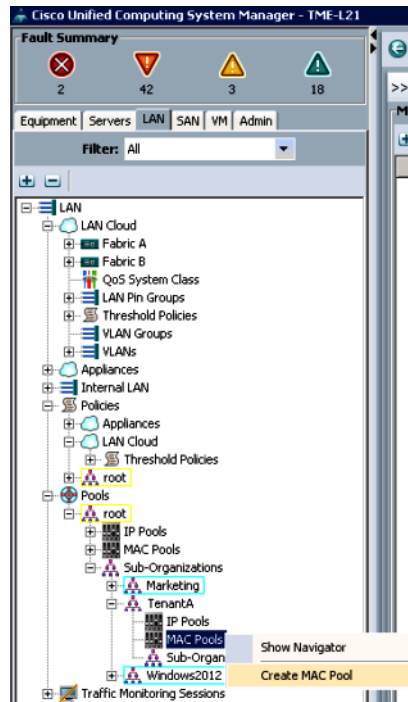 Cisco Unified Computing System Manager - TME-L21
Fault Summary
2 42 3 18
Equipment Servers LAN SAN VM Admin
Filter: All
LAN
LAN Cloud
Fabric A
Fabric B
QoS System Class
LAN Pin Groups
Threshold Policies
VLAN Groups
VLANs
Appliances
Internal LAN
Policies
Appliances
LAN Cloud
Threshold Policies
root
Pools
root
IP Pools
MAC Pools
Sub-Organizations
Marketing
TenantA
IP Pools
MAC Pools
Show Navigator
Sub-Organ
Windows2012
Create MAC Pool
Traffic Monitoring Sessions
>>
M